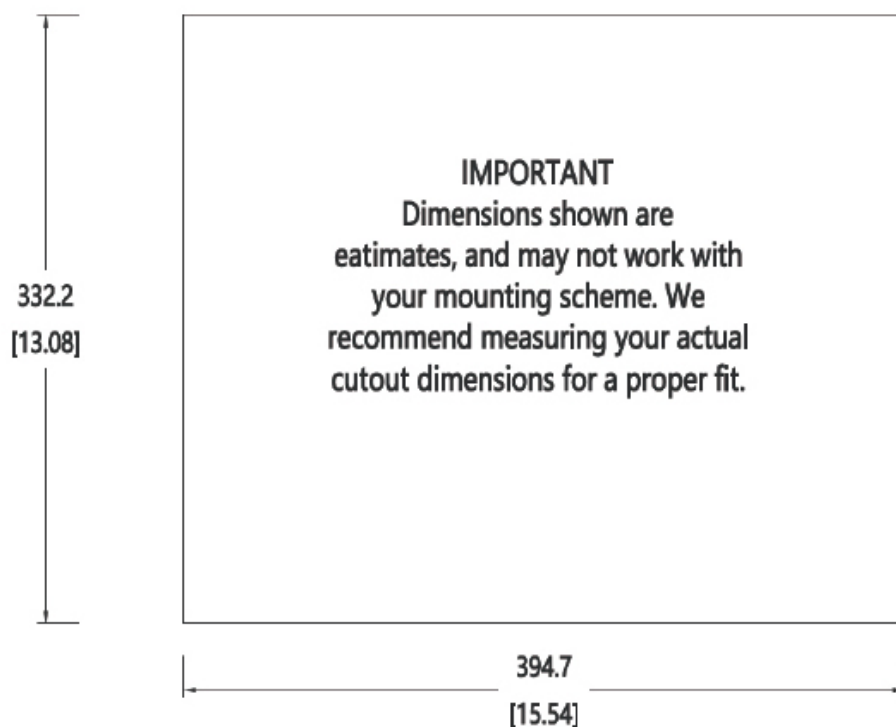 IMPORTANT
Dimensions shown are
eatimates, and may not work with
your mounting scheme. We
recommend measuring your actual
cutout dimensions for a proper fit.
332.2
[13.08]
394.7
[15.54]